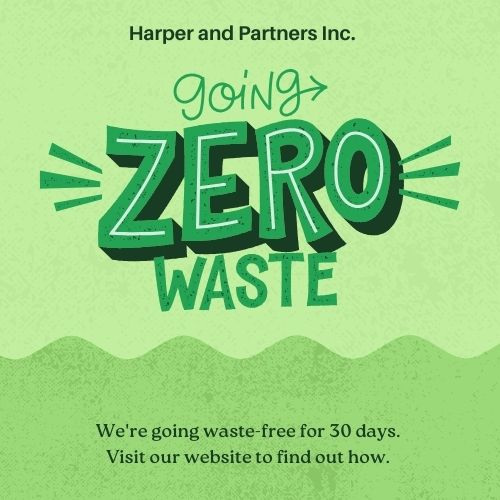 Harper and Partners Inc.
going
ZERO
WASTE
We're going waste-free for 30 days.
Visit our website to find out how.